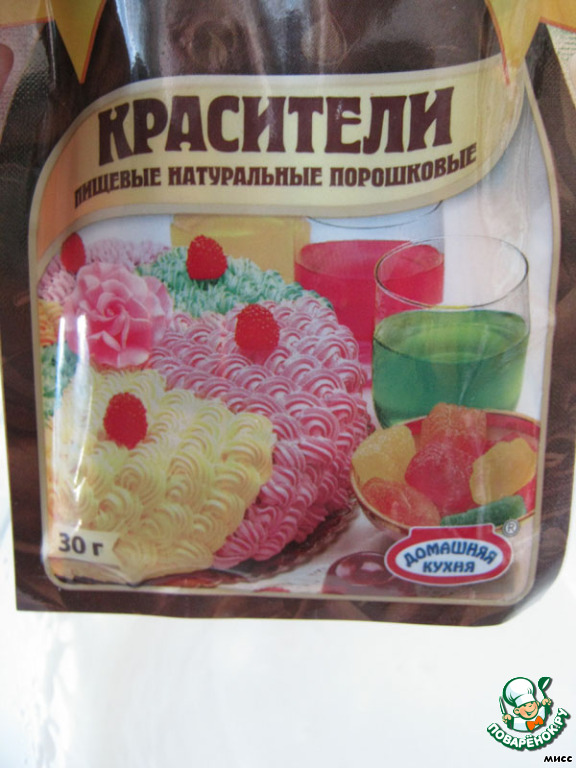 КРАСИТЕЛИ
ПИЩЕВЫЕ НАТУРАЛЬНЫЕ ПОРОШКОВЫЕ
30 г
®
ДОМАШНЯЯ
КУХНЯ
ПОВАРЁНОК.РУ
мисс